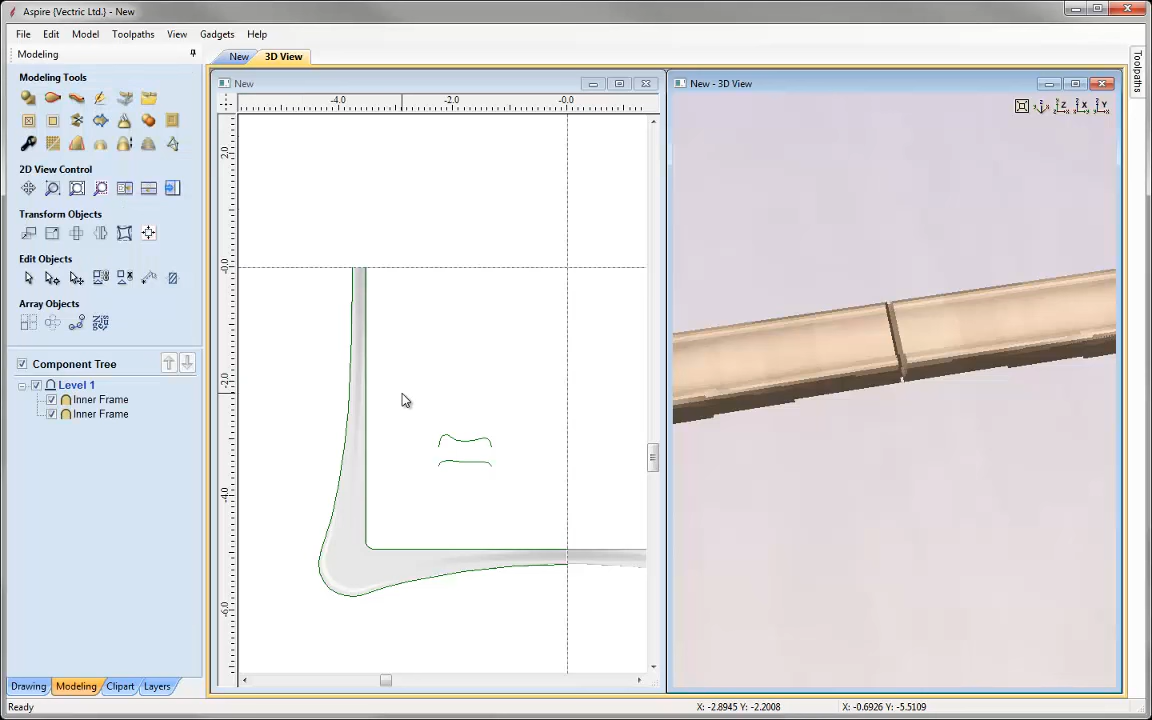 Aspire {Vectric Ltd.} - New
File Edit Model Toolpaths View Gadgets Help
Modeling
New 3D View
Toolpaths
New
New - 3D View
Modeling Tools
-4.0 -2.0 -0.0
Z X Y
2.0
2D View Control
Transform Objects
-0.0
Edit Objects
Array Objects
Component Tree
-2.0
Level 1
Inner Frame
Inner Frame
-4.0
-6.0
Drawing Modeling Clipart Layers
Ready
X: -2.8945 Y: -2.2008
X: -0.6926 Y: -5.5109